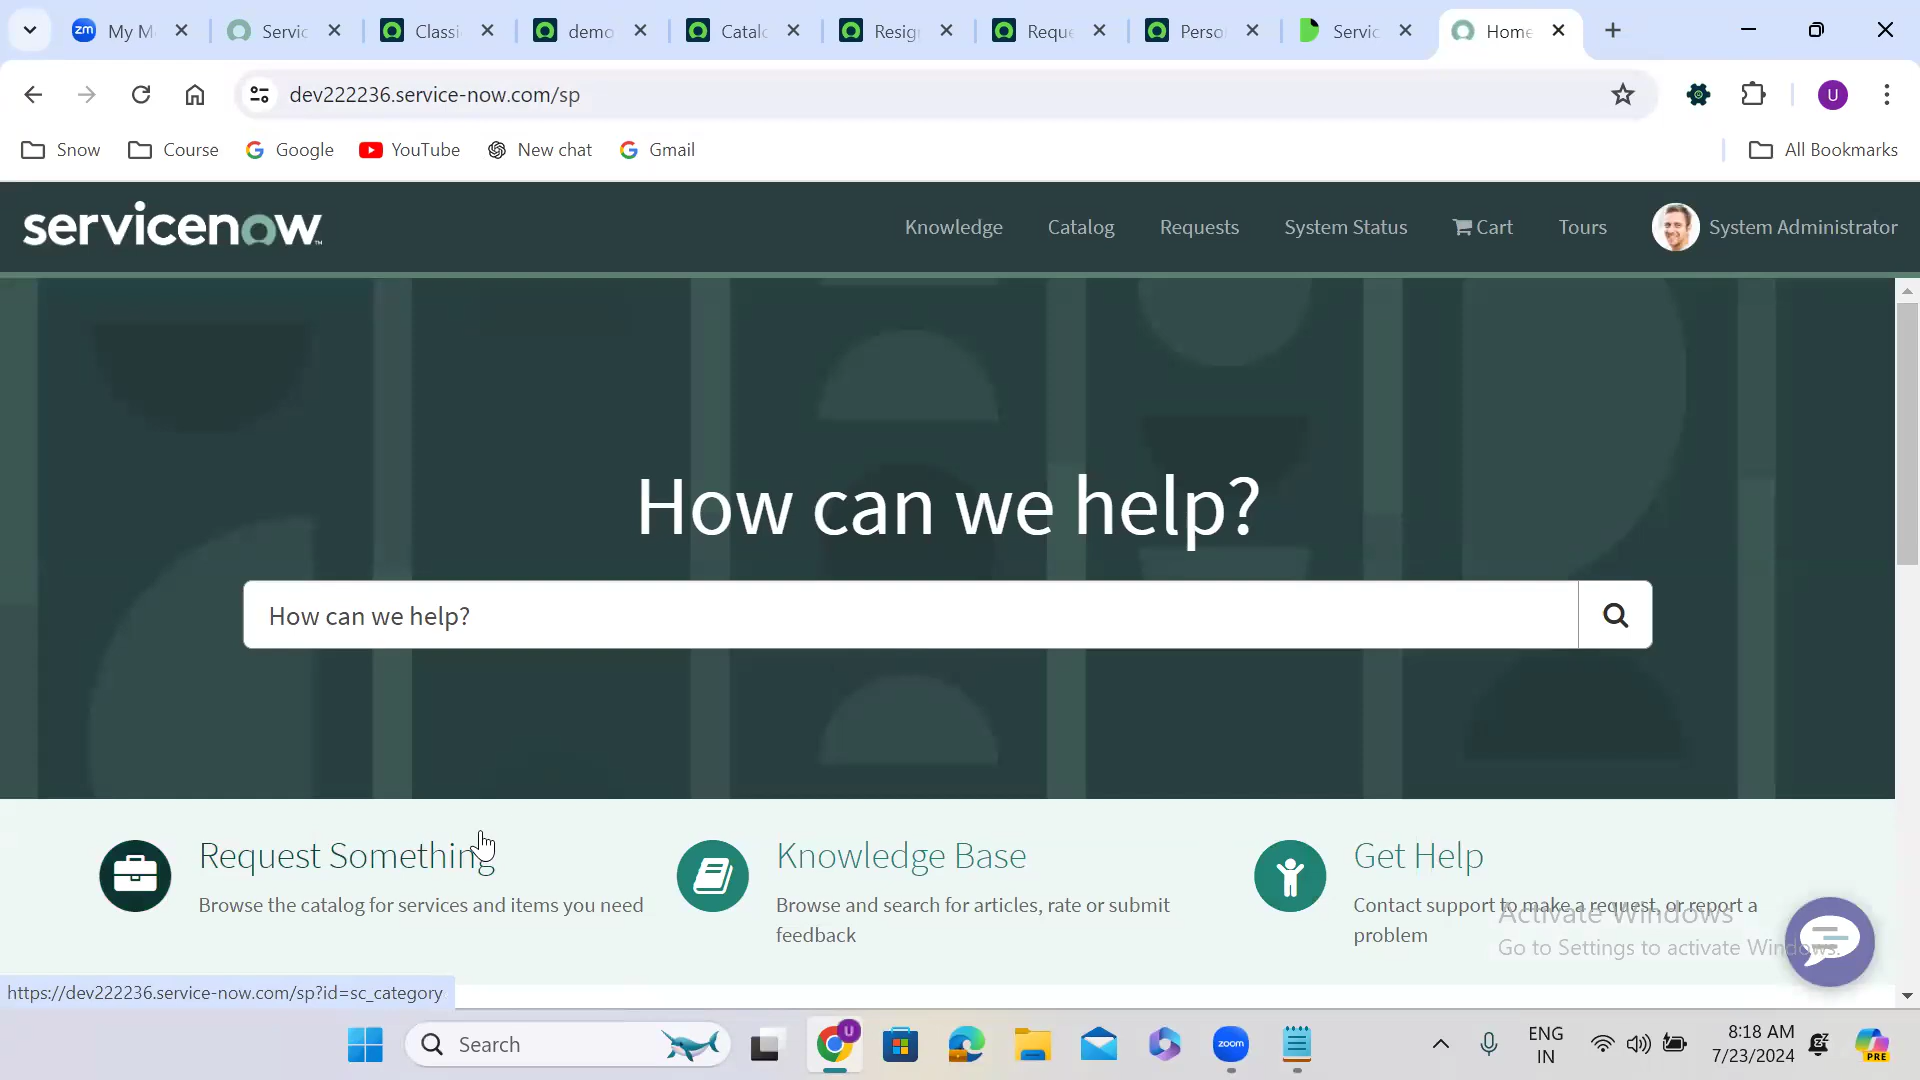 zm My M
Servic
Classi
demo
Catalo
Resig
Reque
Perso
Servic
Home
dev222236.service-now.com/sp
U
Snow
Course
Google
YouTube
New chat
Gmail
All Bookmarks
servicenow
Knowledge
Catalog
Requests
System Status
Cart
Tours
System Administrator
How can we help?
How can we help?
Request Something
Browse the catalog for services and items you need
Knowledge Base
Browse and search for articles, rate or submit
feedback
Get Help
Contact support to make a request, or report a
problem
Activate Windows
Go to Settings to activate Windows.
https://dev222236.service-now.com/sp?id=sc_category
Search
U
zoom
ENG
IN
8:18 AM
7/23/2024
PRE